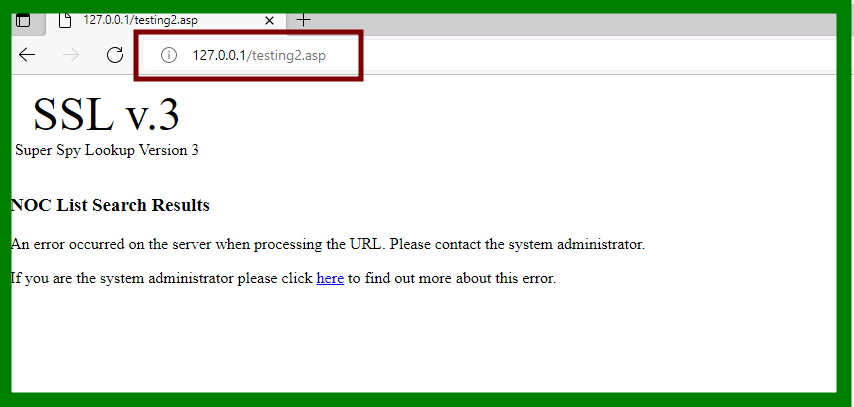 127.0.0.1/testing2.asp
127.0.0.1/testing2.asp
SSL v.3
Super Spy Lookup Version 3
NOC List Search Results
An error occurred on the server when processing the URL. Please contact the system administrator.
If you are the system administrator please click here to find out more about this error.